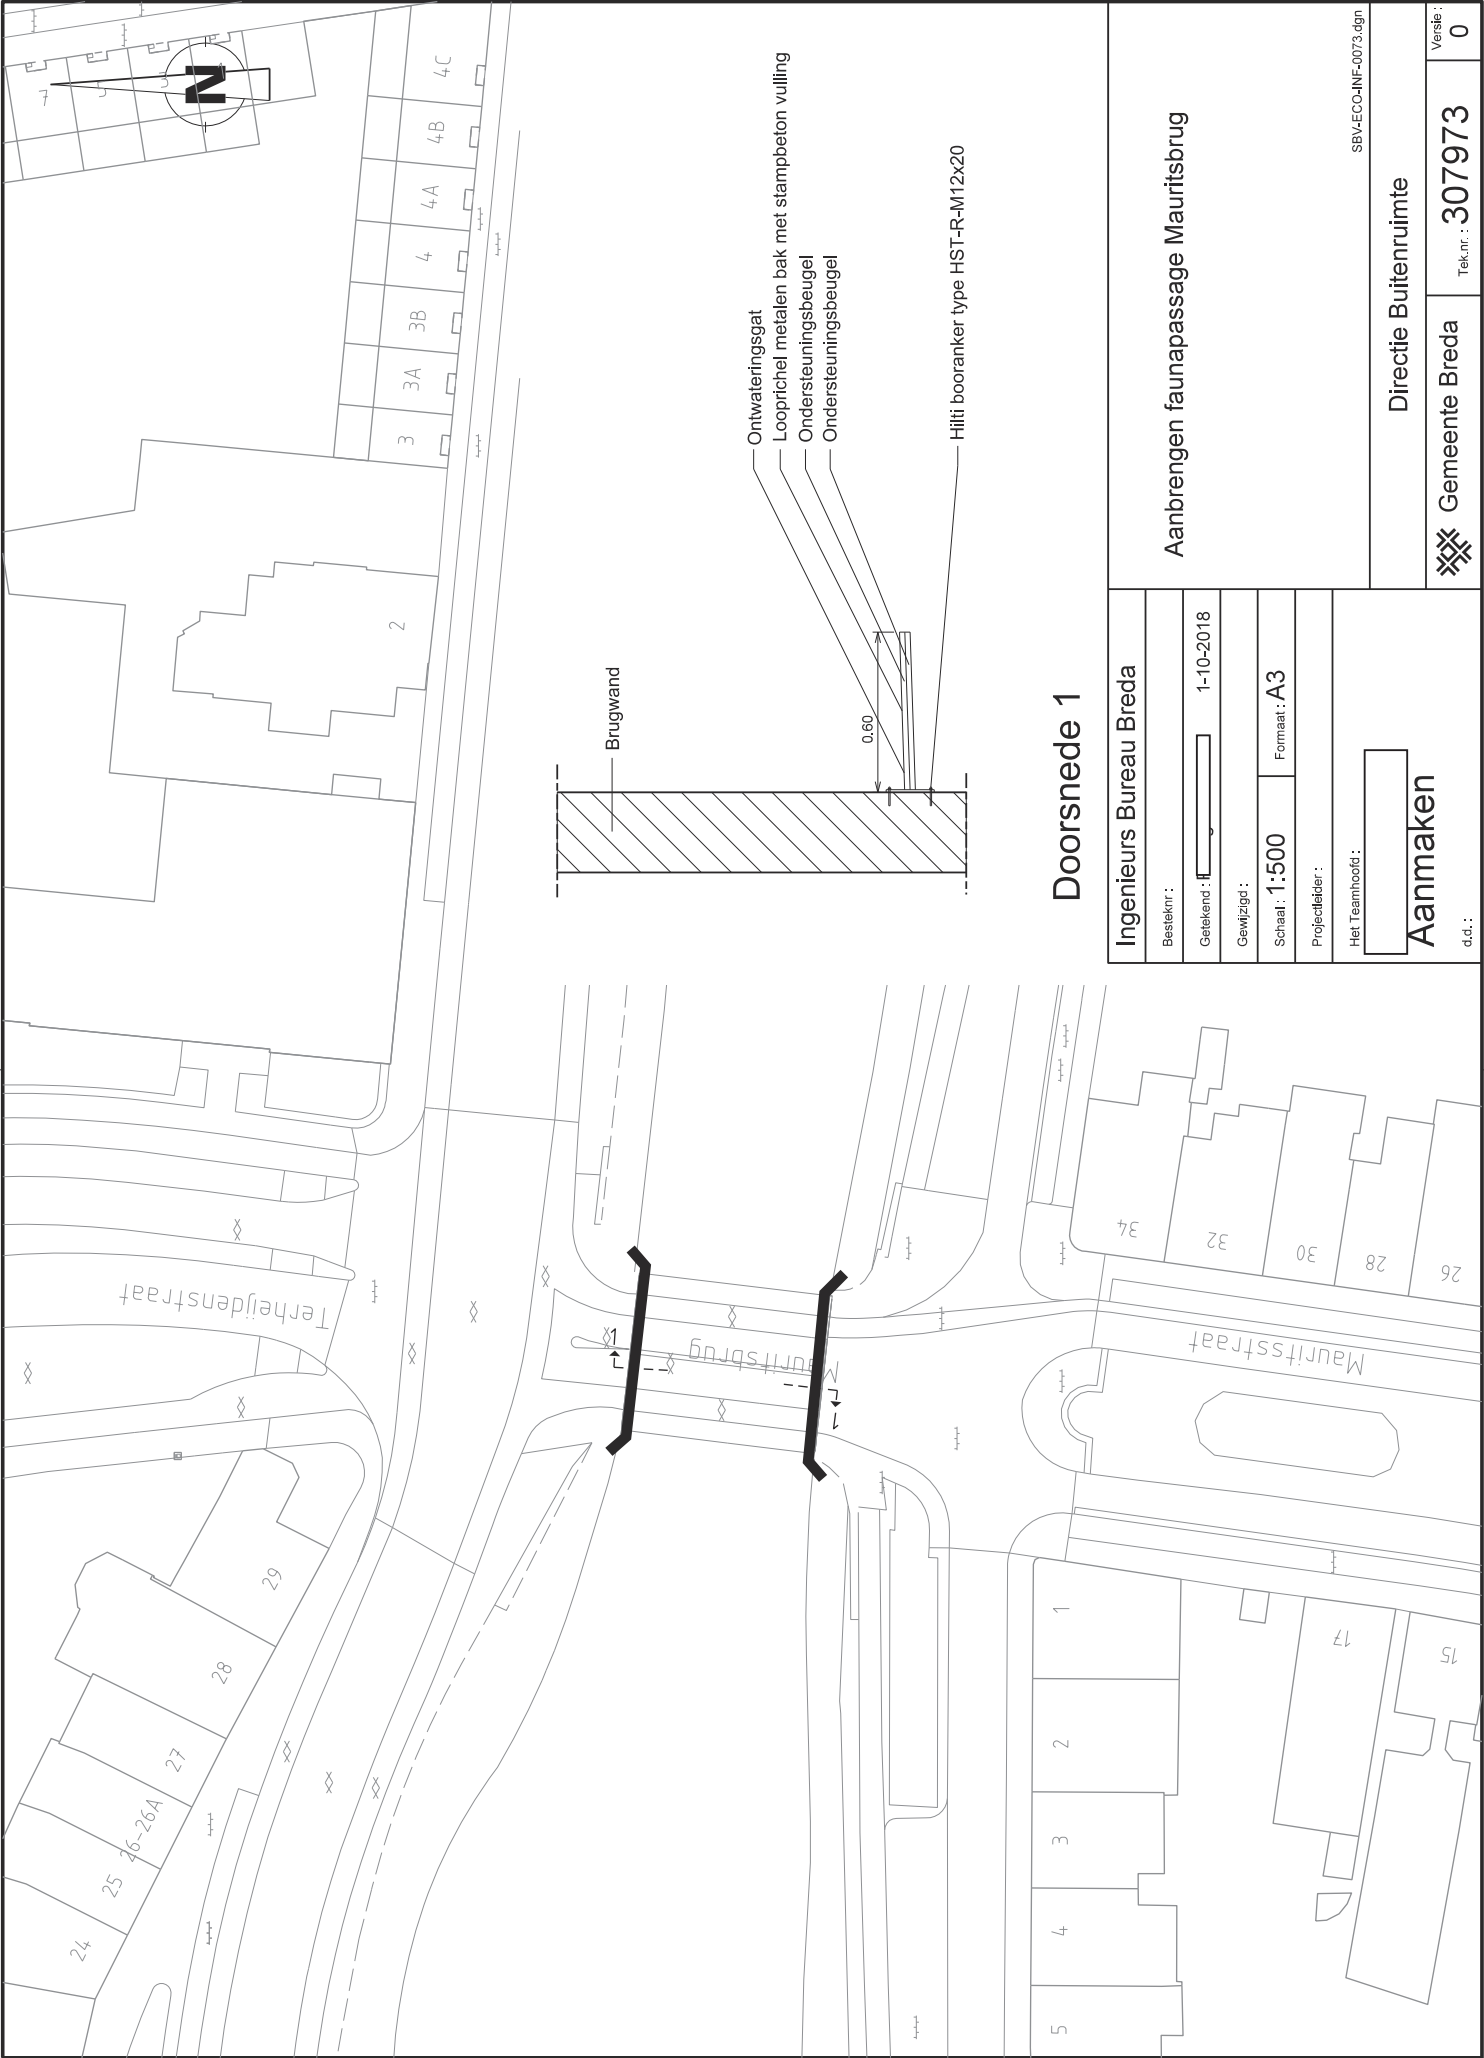 4C
4B
4A
4
3B
3A
3
2
7
5
3
1
N
Terheijdenstraat
29
28
27
26-26A
25
24
Mauritsbrug
1
1
Mauritsstraat
34
32
30
28
26
1
2
3
4
5
17
15
Brugwand
0.60
Ontwateringsgat
Looprichel metalen bak met stampbeton vulling
Ondersteuningsbeugel
Ondersteuningsbeugel
Hilti booranker type HST-R-M12x20
Doorsnede 1
Ingenieurs Bureau Breda
Besteknr :
Getekend : 1-10-2018
Gewijzigd :
Schaal : 1:500 Formaat : A3
Projectleider :
Het Teamhoofd :
Aanmaken
d.d. :
Aanbrengen faunapassage Mauritsbrug
SBV-ECO-INF-0073.dgn
Directie Buitenruimte
Gemeente Breda
Tek.nr. : 307973
Versie : 0